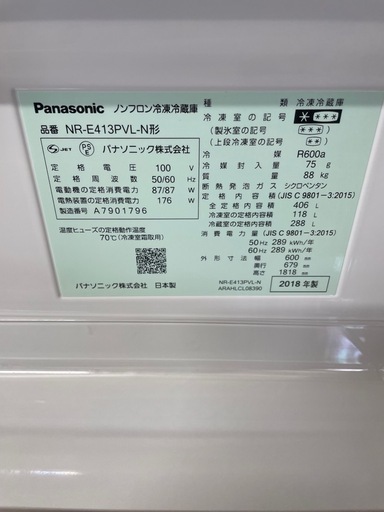 Panasonic ノンフロン冷凍冷蔵庫
品番 NR-E413PVL-N形
S JET PSE パナソニック株式会社
定格電圧 100 V
定格周波数 50/60 Hz
電動機の定格消費電力 87/87 W
電熱装置の定格消費電力 176 W
製造番号 A7901796
温度ヒューズの定格動作温度
70℃(冷凍室霜取用)
パナソニック株式会社 日本製
種類 冷凍冷蔵庫
冷凍室の記号 ****
(製氷室の記号 ***)
(上段冷凍室の記号 ***)
冷媒 R600a
冷媒封入量 75 g
質量 88 kg
断熱発泡ガス シクロペンタン
定格内容積(JIS C 9801-3:2015)
全定格内容積 406 L
冷凍室の定格内容積 118 L
冷蔵室の定格内容積 288 L
消費電力量(JIS C 9801-3:2015)
50 Hz 289 kWh/年
60 Hz 289 kWh/年
外形寸法 幅 600 mm
奥行 679 mm
高さ 1818 mm
NR-E413PVL-N
ARAHLCL08390
2018 年製